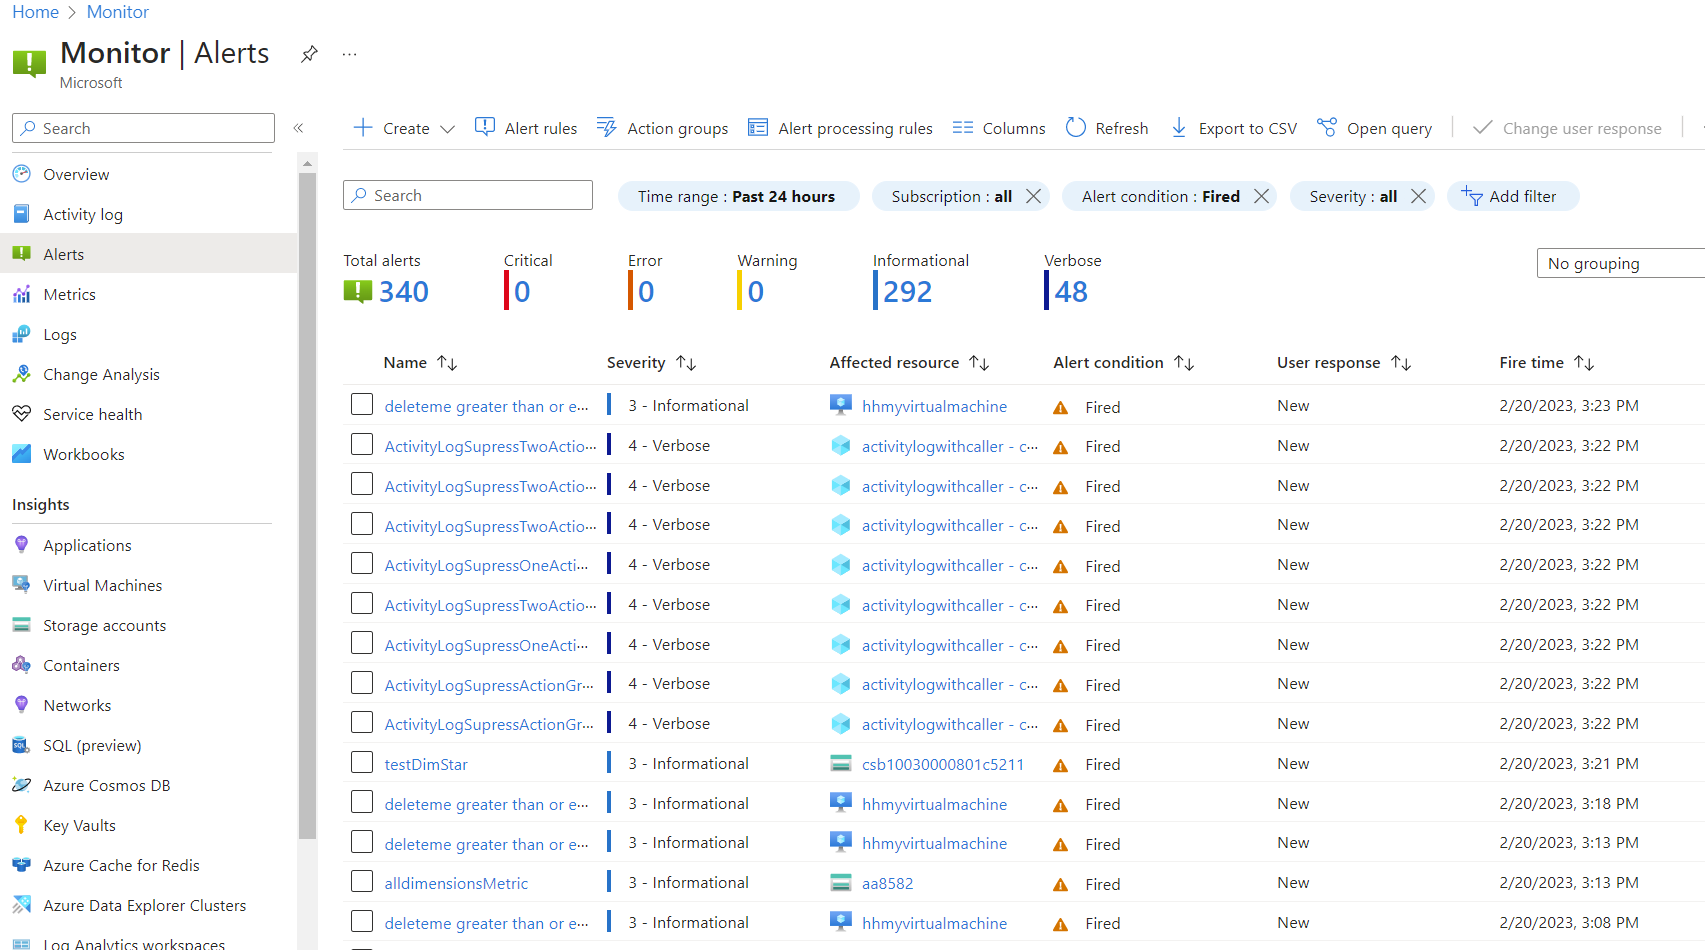 Home > Monitor
Monitor | Alerts ...
Microsoft
Search «
Create Alert rules Action groups Alert processing rules Columns Refresh Export to CSV Open query Change user response
Overview
Activity log
Alerts
Metrics
Logs
Change Analysis
Service health
Workbooks
Insights
Applications
Virtual Machines
Storage accounts
Containers
Networks
SQL (preview)
Azure Cosmos DB
Key Vaults
Azure Cache for Redis
Azure Data Explorer Clusters
Log Analytics workspaces
Search Time range : Past 24 hours Subscription : all Alert condition : Fired Severity : all Add filter
Total alerts Critical Error Warning Informational Verbose
340 0 0 0 292 48
No grouping
Name Severity Affected resource Alert condition User response Fire time
deleteme greater than or e... 3 - Informational hhmyvirtualmachine Fired New 2/20/2023, 3:23 PM
ActivityLogSupressTwoActio... 4 - Verbose activitylogwithcaller - c... Fired New 2/20/2023, 3:22 PM
ActivityLogSupressTwoActio... 4 - Verbose activitylogwithcaller - c... Fired New 2/20/2023, 3:22 PM
ActivityLogSupressTwoActio... 4 - Verbose activitylogwithcaller - c... Fired New 2/20/2023, 3:22 PM
ActivityLogSupressOneActi... 4 - Verbose activitylogwithcaller - c... Fired New 2/20/2023, 3:22 PM
ActivityLogSupressTwoActio... 4 - Verbose activitylogwithcaller - c... Fired New 2/20/2023, 3:22 PM
ActivityLogSupressOneActi... 4 - Verbose activitylogwithcaller - c... Fired New 2/20/2023, 3:22 PM
ActivityLogSupressActionGr... 4 - Verbose activitylogwithcaller - c... Fired New 2/20/2023, 3:22 PM
ActivityLogSupressActionGr... 4 - Verbose activitylogwithcaller - c... Fired New 2/20/2023, 3:22 PM
testDimStar 3 - Informational csb10030000801c5211 Fired New 2/20/2023, 3:21 PM
deleteme greater than or e... 3 - Informational hhmyvirtualmachine Fired New 2/20/2023, 3:18 PM
deleteme greater than or e... 3 - Informational hhmyvirtualmachine Fired New 2/20/2023, 3:13 PM
alldimensionsMetric 3 - Informational aa8582 Fired New 2/20/2023, 3:13 PM
deleteme greater than or e... 3 - Informational hhmyvirtualmachine Fired New 2/20/2023, 3:08 PM